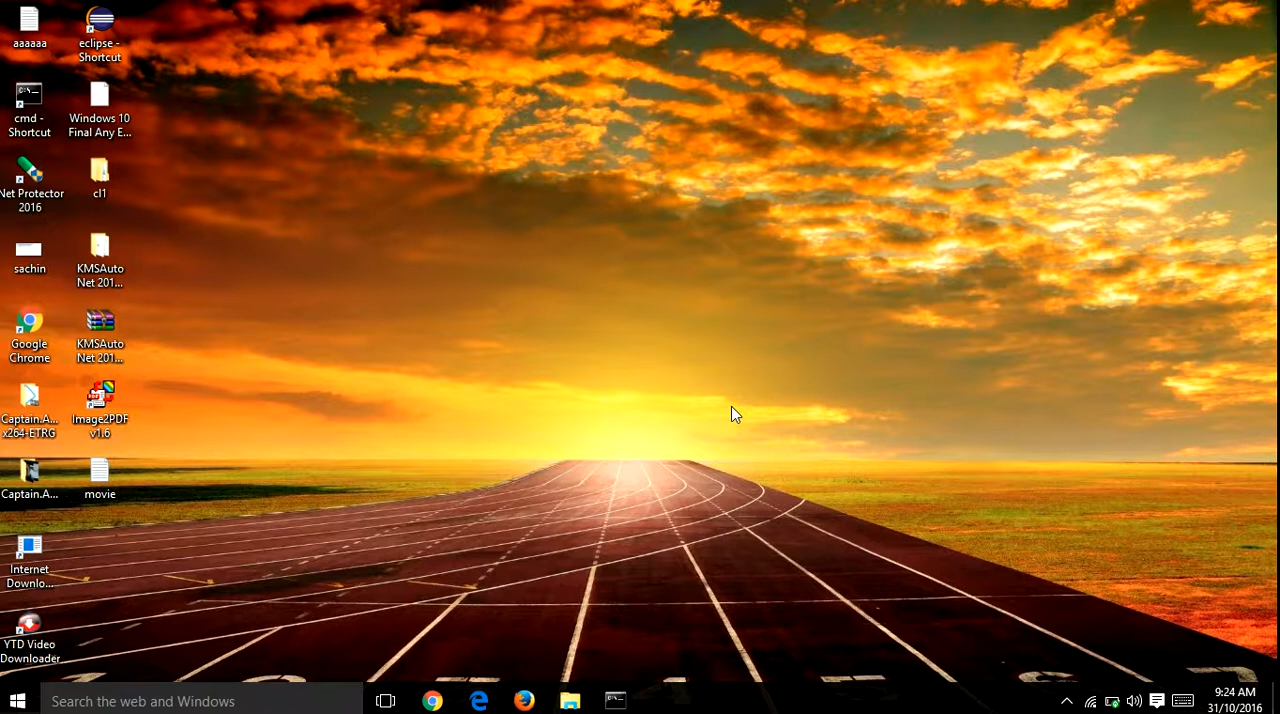 aaaaaa
eclipse -
Shortcut
cmd -
Shortcut
Windows 10
Final Any E...
Net Protector
2016
cl1
sachin
KMSAuto
Net 201...
Google
Chrome
KMSAuto
Net 201...
Captain.A...
x264-ETRG
Image2PDF
v1.6
Captain.A...
movie
Internet
Downlo...
YTD Video
Downloader
Search the web and Windows
9:24 AM
31/10/2016